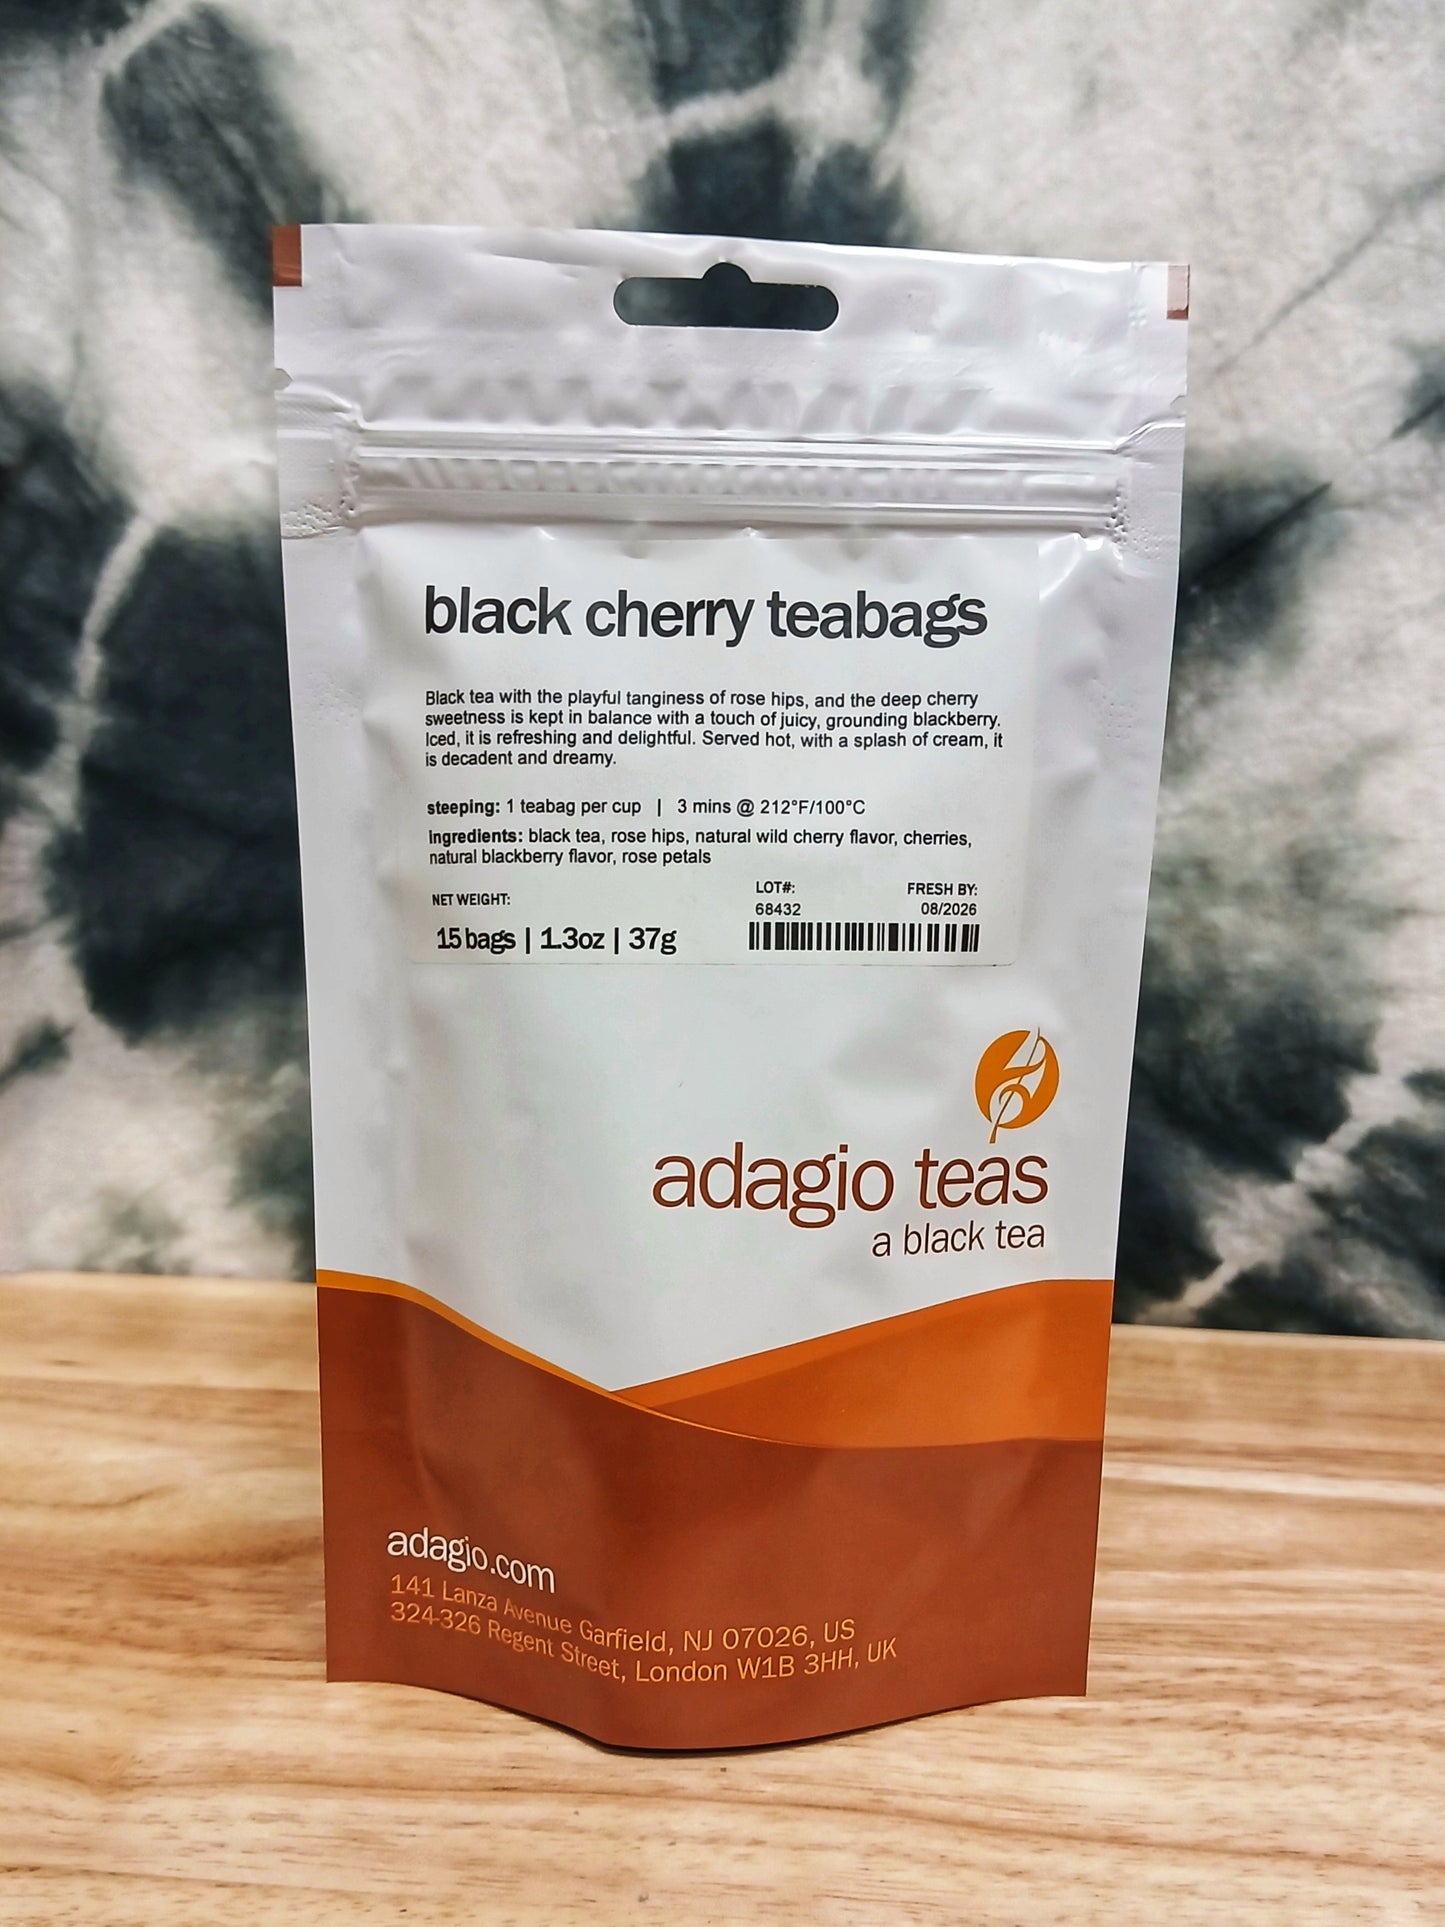 black cherry teabags
Black tea with the playful tanginess of rose hips, and the deep cherry
sweetness is kept in balance with a touch of juicy, grounding blackberry.
Iced, it is refreshing and delightful. Served hot, with a splash of cream, it
is decadent and dreamy.
steeping: 1 teabag per cup | 3 mins @ 212°F/100°C
ingredients: black tea, rose hips, natural wild cherry flavor, cherries,
natural blackberry flavor, rose petals
NET WEIGHT:
15 bags | 1.3oz | 37g
LOT#:
68432
FRESH BY:
08/2026
adagio teas
a black tea
adagio.com
141 Lanza Avenue Garfield, NJ 07026, US
324-326 Regent Street, London W1B 3HH, UK